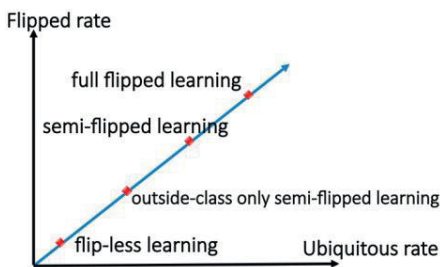 Flipped rate
full flipped learning
semi-flipped learning
outside-class only semi-flipped learning
flip-less learning
Ubiquitous rate